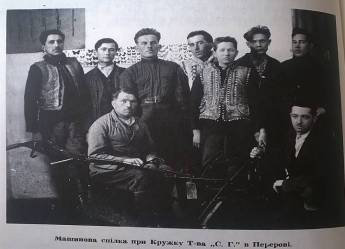 Машинова спілка при Кружку Т-ва „С. Г." в Перерові.